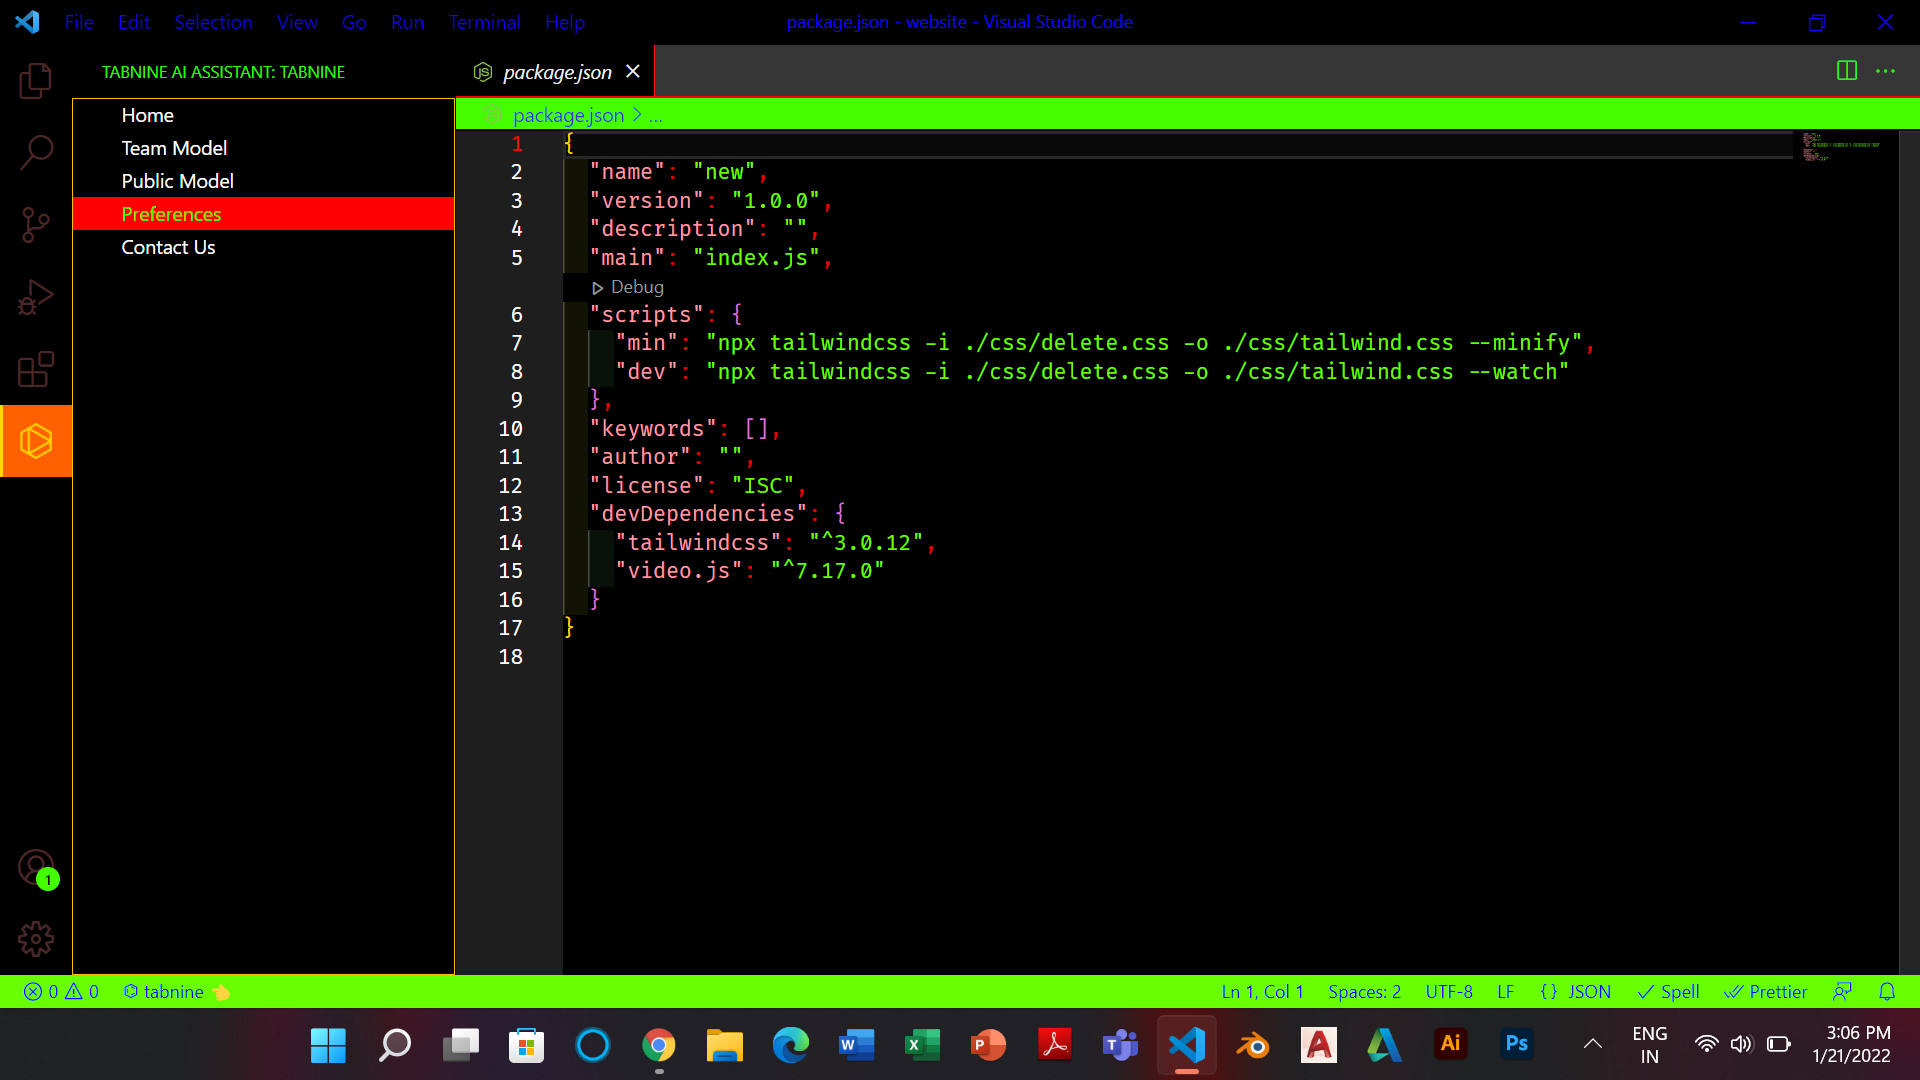 File Edit Selection View Go Run Terminal Help package.json - website - Visual Studio Code
TABNINE AI ASSISTANT: TABNINE
Home
Team Model
Public Model
Preferences
Contact Us
1
package.json
package.json > ...
1 {
2 "name": "new",
3 "version": "1.0.0",
4 "description": "",
5 "main": "index.js",
Debug
6 "scripts": {
7 "min": "npx tailwindcss -i ./css/delete.css -o ./css/tailwind.css --minify",
8 "dev": "npx tailwindcss -i ./css/delete.css -o ./css/tailwind.css --watch"
9 },
10 "keywords": [],
11 "author": "",
12 "license": "ISC",
13 "devDependencies": {
14 "tailwindcss": "^3.0.12",
15 "video.js": "^7.17.0"
16 }
17 }
18
0 0 tabnine 👈 Ln 1, Col 1 Spaces: 2 UTF-8 LF {} JSON Spell Prettier
W X P T A Ai Ps
ENG
IN
3:06 PM
1/21/2022